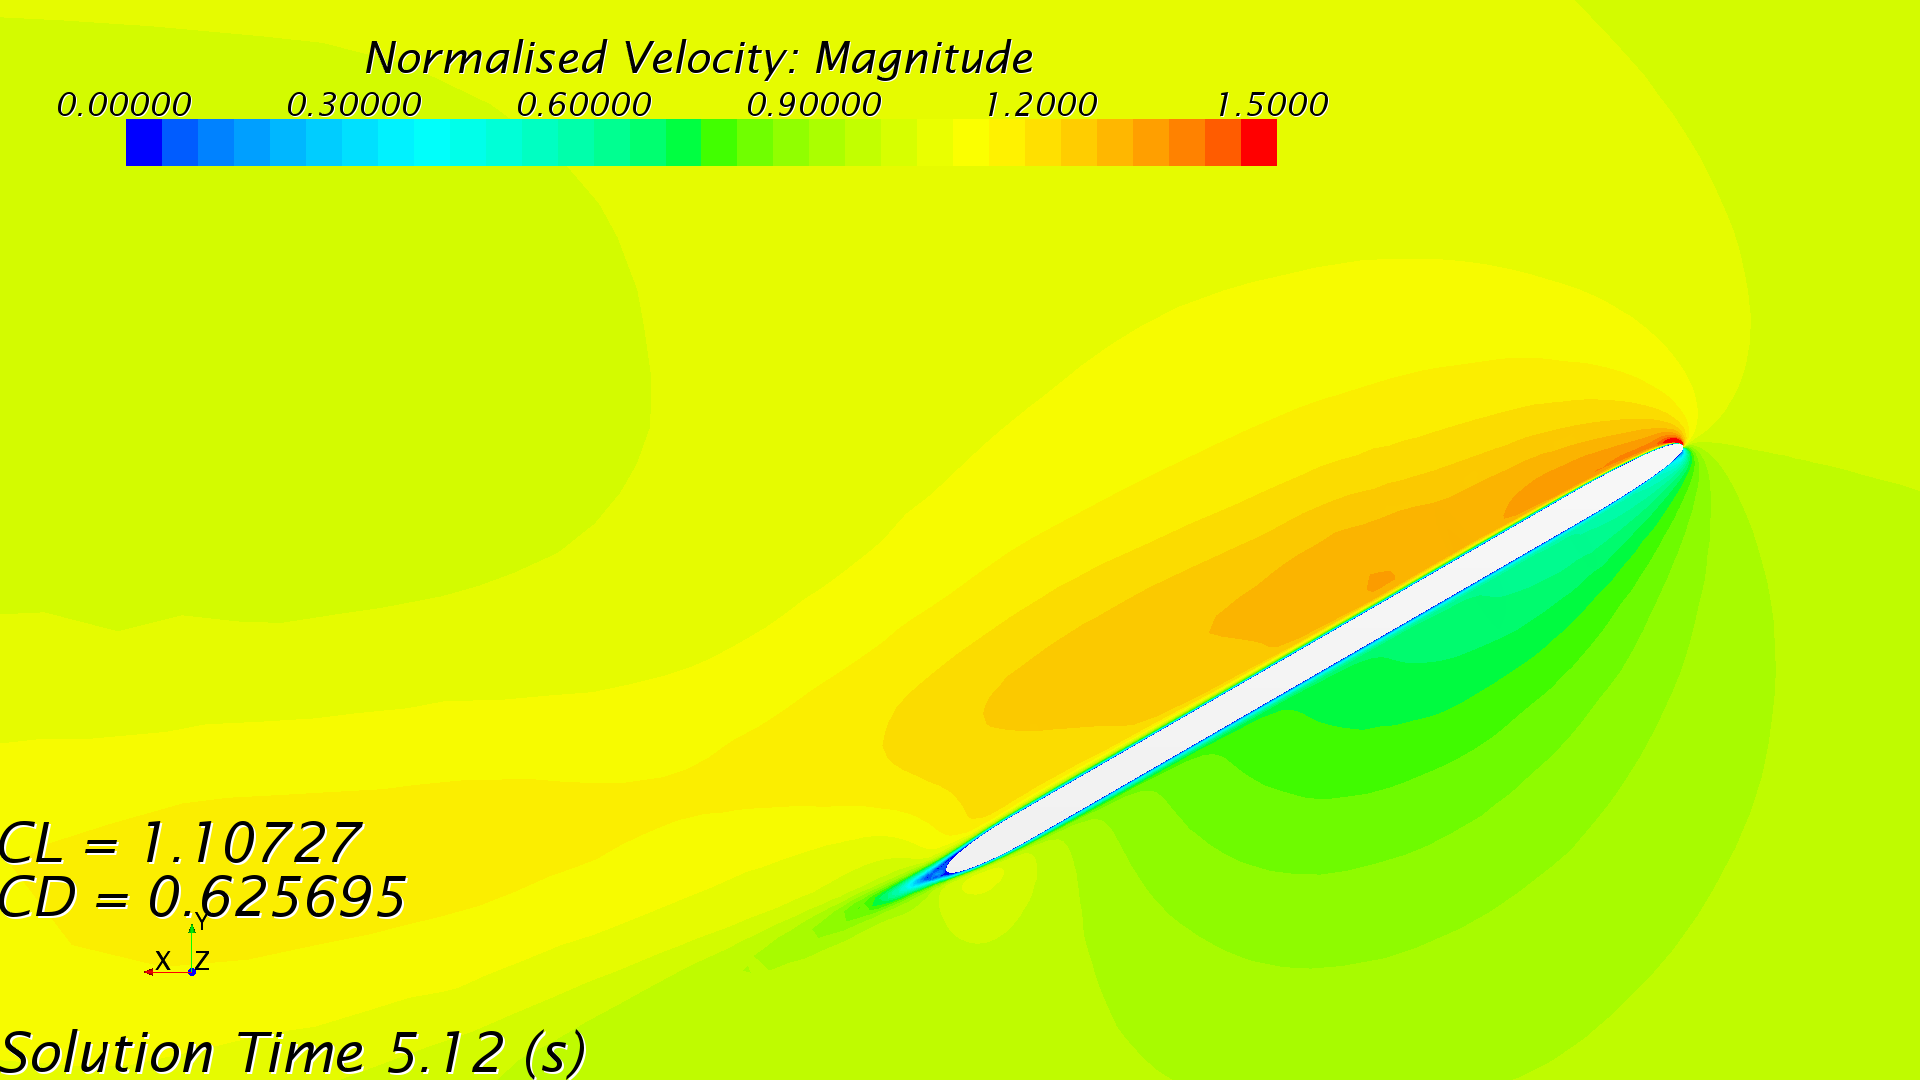 Normalised Velocity: Magnitude
0.00000 0.30000 0.60000 0.90000 1.2000 1.5000
CL = 1.10727
CD = 0.625695
Y
X Z
Solution Time 5.12 (s)